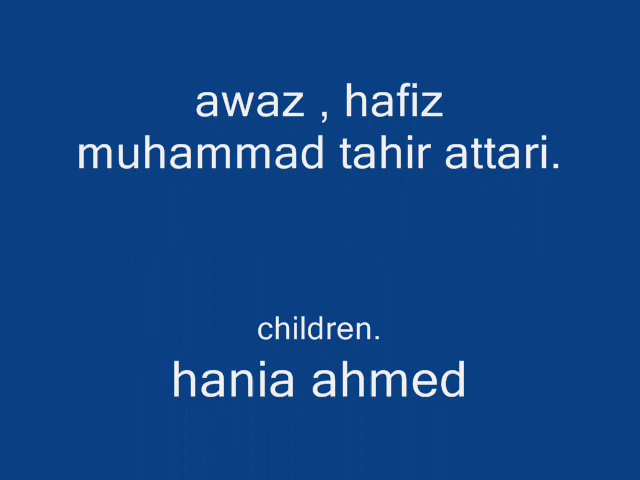 awaz , hafiz
muhammad tahir attari.
children.
hania ahmed